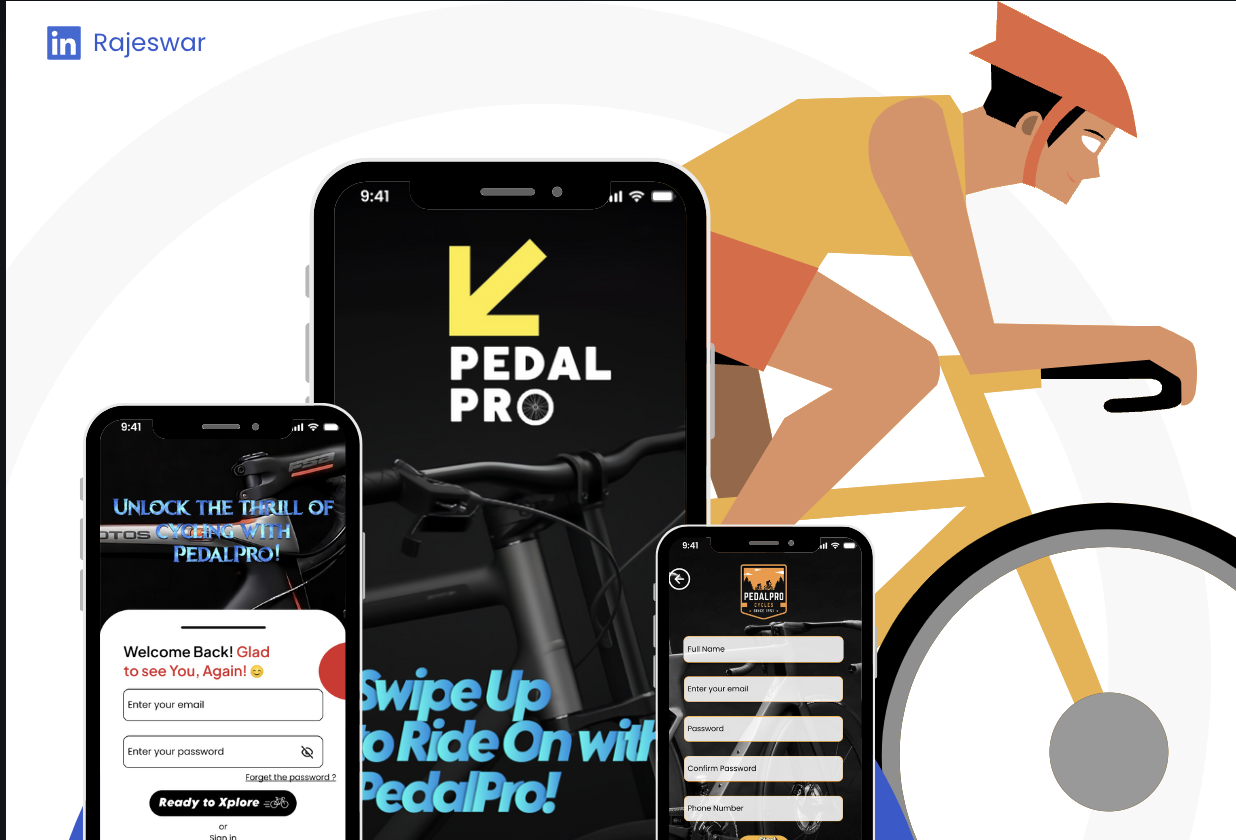 in Rajeswar
9:41
PEDAL
PRO
Swipe Up
to Ride On with
PedalPro!
9:41
FSA
OTOS
UNLOCK THE THRILL OF
CYCLING WITH
PEDALPRO!
Welcome Back! Glad
to see You, Again! 😊
Enter your email
Enter your password
Forget the password ?
Ready to Xplore
or
Sign in
9:41
PEDALPRO
CYCLES
Full Name
Enter your email
Password
Confirm Password
Phone Number